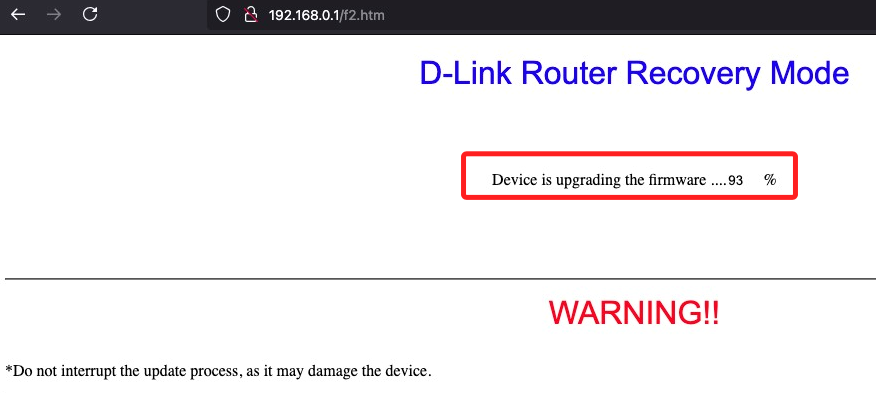 192.168.0.1/f2.htm
D-Link Router Recovery Mode
Device is upgrading the firmware ....93 %
WARNING!!
*Do not interrupt the update process, as it may damage the device.